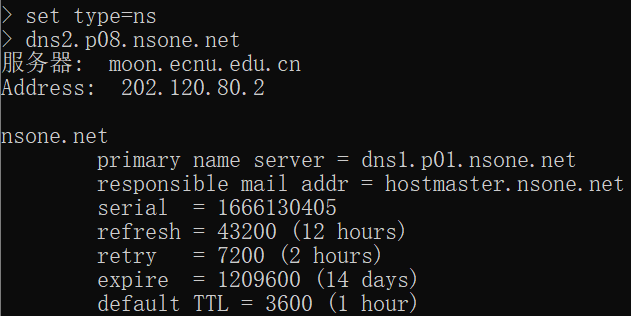 > set type=ns
> dns2.p08.nsone.net
服务器:  moon.ecnu.edu.cn
Address:  202.120.80.2

nsone.net
        primary name server = dns1.p01.nsone.net
        responsible mail addr = hostmaster.nsone.net
        serial  = 1666130405
        refresh = 43200 (12 hours)
        retry   = 7200 (2 hours)
        expire  = 1209600 (14 days)
        default TTL = 3600 (1 hour)